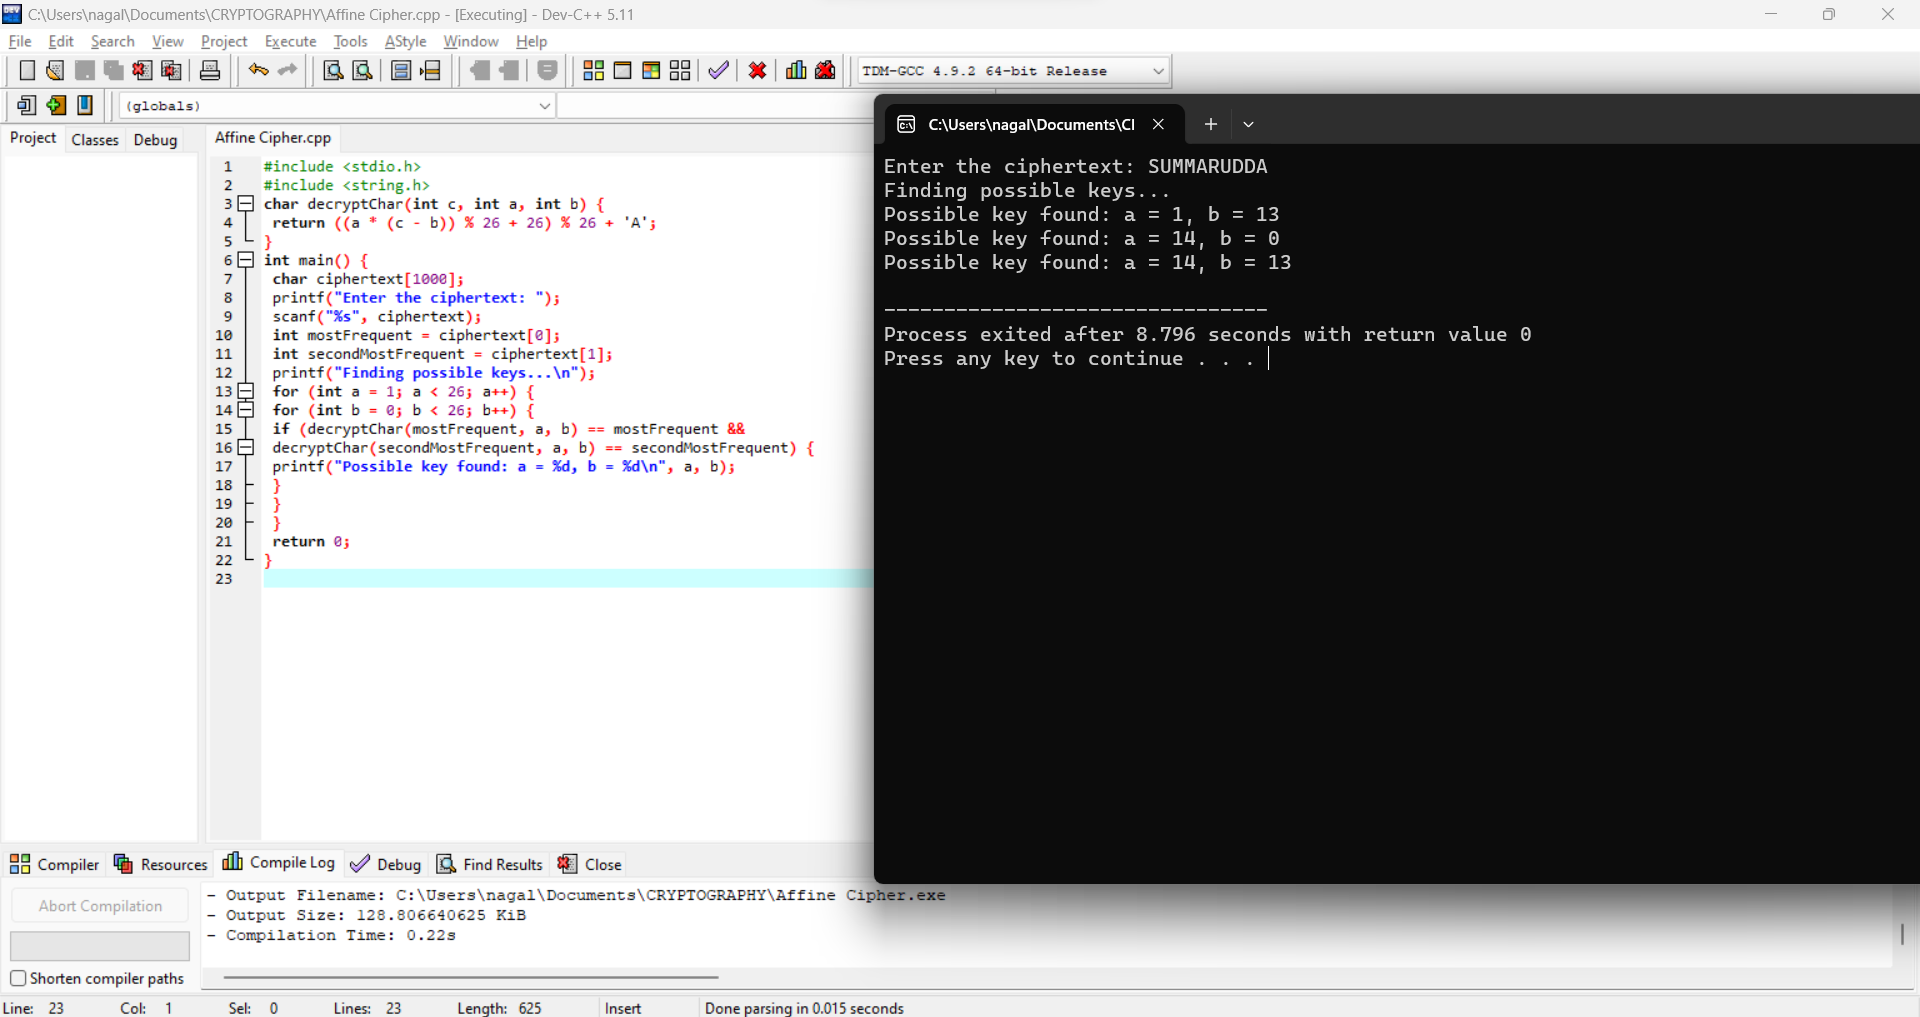 C:\Users\nagal\Documents\CRYPTOGRAPHY\Affine Cipher.cpp - [Executing] - Dev-C++ 5.11
File Edit Search View Project Execute Tools AStyle Window Help
TDM-GCC 4.9.2 64-bit Release
(globals)
Project Classes Debug
Affine Cipher.cpp
1 #include <stdio.h>
2 #include <string.h>
3 char decryptChar(int c, int a, int b) {
4 return ((a * (c - b)) % 26 + 26) % 26 + 'A';
5 }
6 int main() {
7 char ciphertext[1000];
8 printf("Enter the ciphertext: ");
9 scanf("%s", ciphertext);
10 int mostFrequent = ciphertext[0];
11 int secondMostFrequent = ciphertext[1];
12 printf("Finding possible keys...\n");
13 for (int a = 1; a < 26; a++) {
14 for (int b = 0; b < 26; b++) {
15 if (decryptChar(mostFrequent, a, b) == mostFrequent &&
16 decryptChar(secondMostFrequent, a, b) == secondMostFrequent) {
17 printf("Possible key found: a = %d, b = %d\n", a, b);
18 }
19 }
20 }
21 return 0;
22 }
23
C:\Users\nagal\Documents\CI
Enter the ciphertext: SUMMARUDDA
Finding possible keys...
Possible key found: a = 1, b = 13
Possible key found: a = 14, b = 0
Possible key found: a = 14, b = 13
--------------------------------
Process exited after 8.796 seconds with return value 0
Press any key to continue . . .
Compiler Resources Compile Log Debug Find Results Close
Abort Compilation
Shorten compiler paths
- Output Filename: C:\Users\nagal\Documents\CRYPTOGRAPHY\Affine Cipher.exe
- Output Size: 128.806640625 KiB
- Compilation Time: 0.22s
Line: 23 Col: 1 Sel: 0 Lines: 23 Length: 625 Insert Done parsing in 0.015 seconds